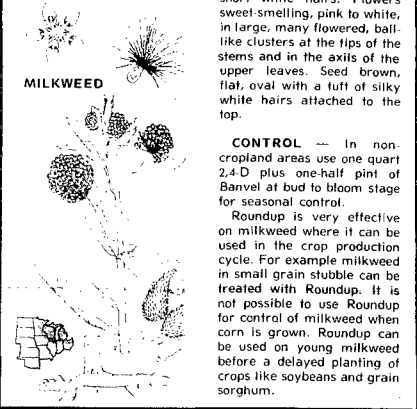 MILKWEED
short white hairs. Flowers
sweet-smelling, pink to white,
in large, many flowered, ball-
like clusters at the tips of the
stems and in the axils of the
upper leaves. Seed brown,
flat, oval with a tuft of silky
white hairs attached to the
top.
CONTROL — In non-
cropland areas use one quart
2,4-D plus one-half pint of
Banvel at bud to bloom stage
for seasonal control.
Roundup is very effective
on milkweed where it can be
used in the crop production
cycle. For example milkweed
in small grain stubble can be
treated with Roundup. It is
not possible to use Roundup
for control of milkweed when
corn is grown. Roundup can
be used on young milkweed
before a delayed planting of
crops like soybeans and grain
sorghum.